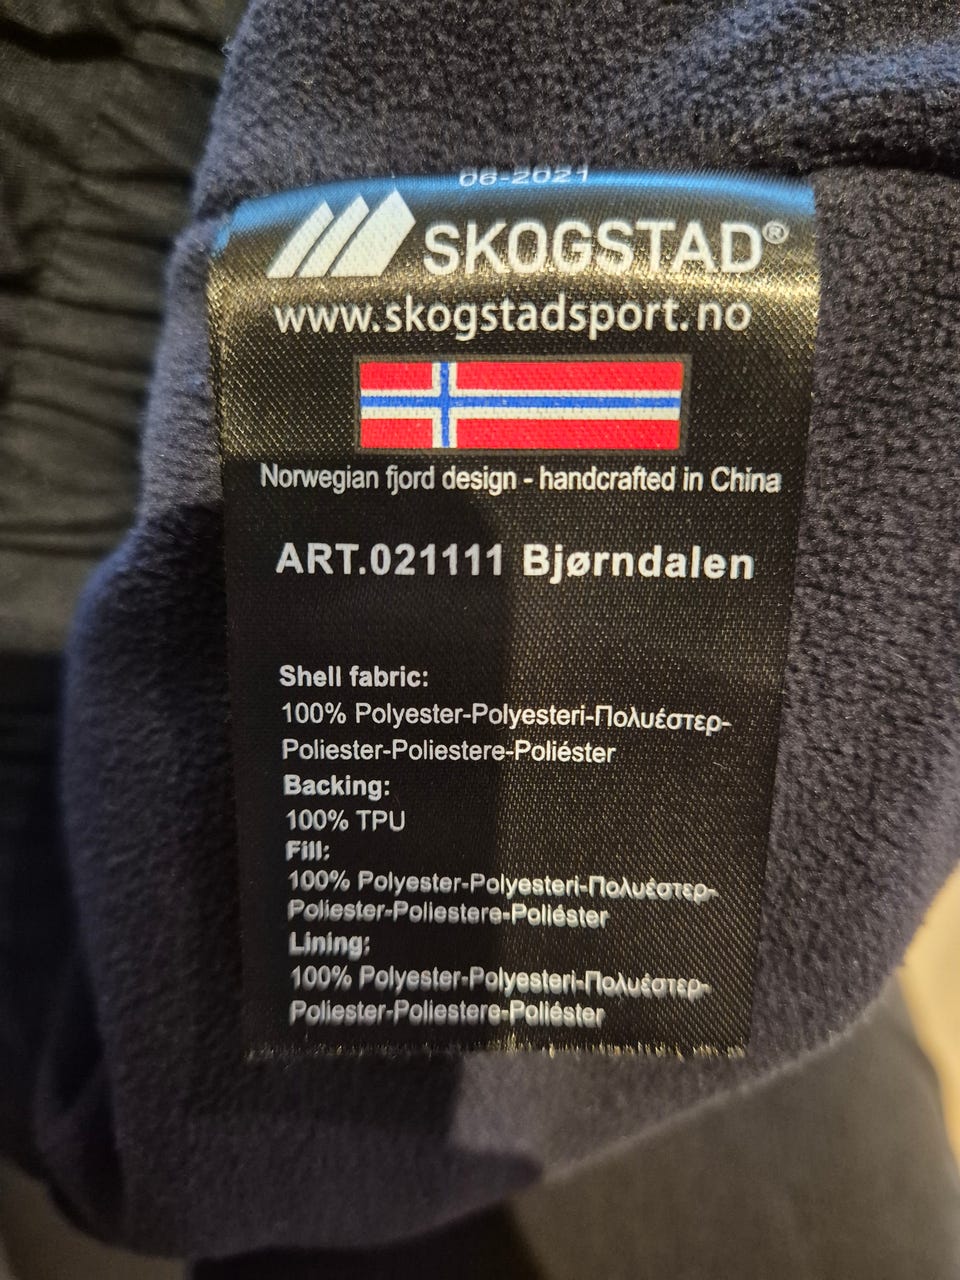 06-2021
SKOGSTAD®
www.skogstadsport.no
Norwegian fjord design - handcrafted in China
ART.021111 Bjørndalen
Shell fabric:
100% Polyester-Polyesteri-Πολυέστερ-
Poliester-Poliestere-Poliéster
Backing:
100% TPU
Fill:
100% Polyester-Polyesteri-Πολυέστερ-
Poliester-Poliestere-Poliéster
Lining:
100% Polyester-Polyesteri-Πολυέστερ-
Poliester-Poliestere-Poliéster